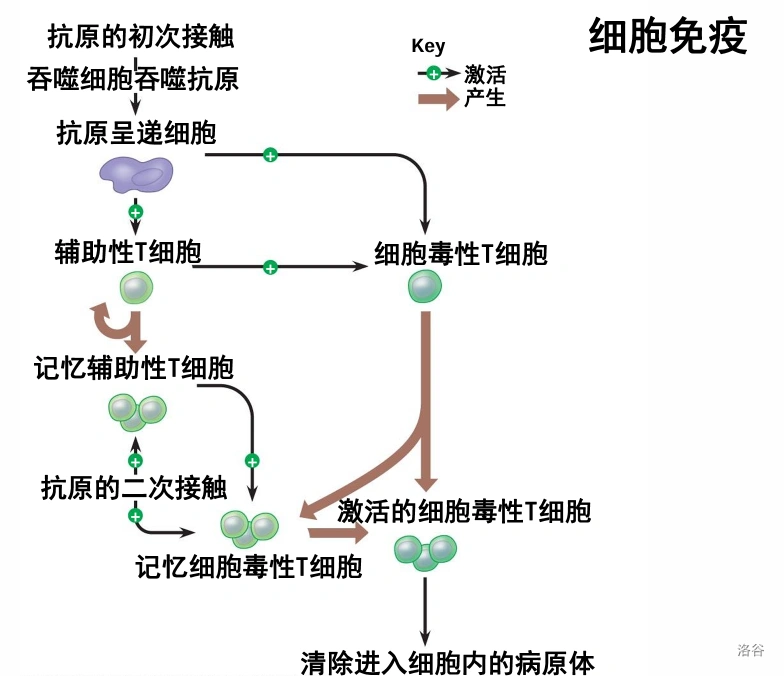 细胞免疫
抗原的初次接触
Key
激活
产生
吞噬细胞吞噬抗原
抗原呈递细胞
辅助性T细胞
细胞毒性T细胞
记忆辅助性T细胞
抗原的二次接触
激活的细胞毒性T细胞
记忆细胞毒性T细胞
清除进入细胞内的病原体
洛谷